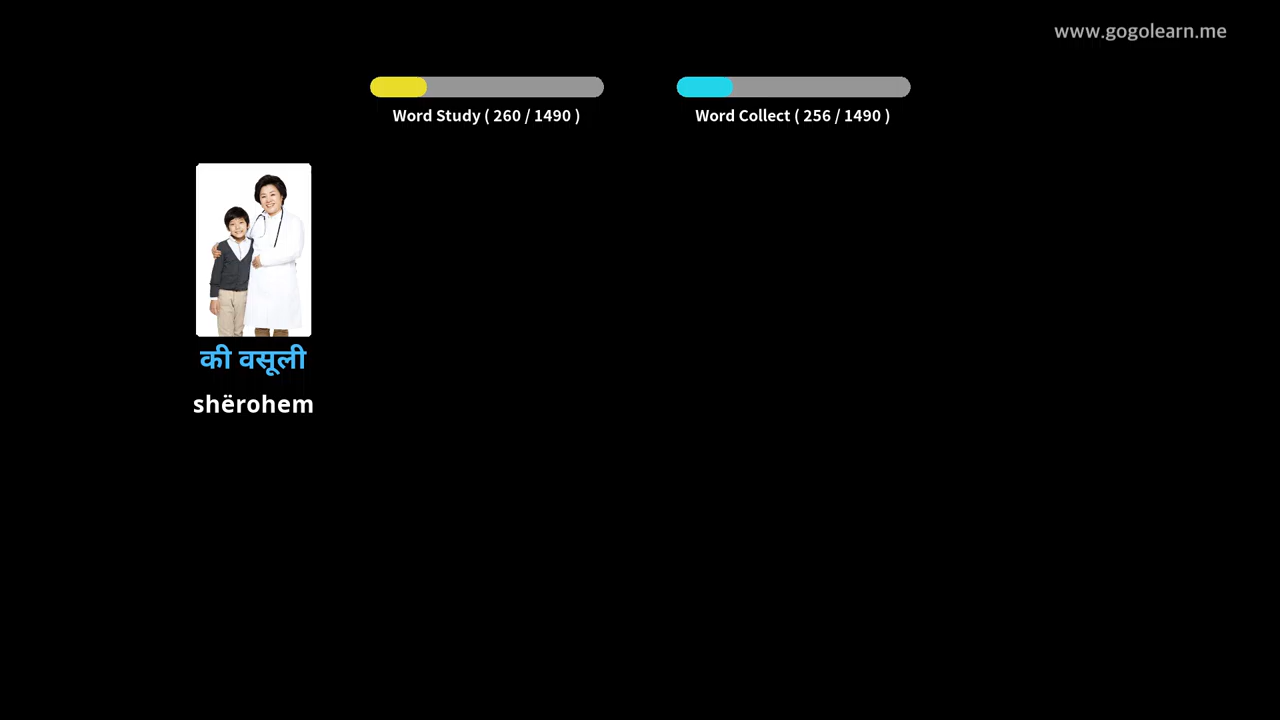 www.gogolearn.me
Word Study ( 260 / 1490 )
Word Collect ( 256 / 1490 )
की वसूली
shërohem